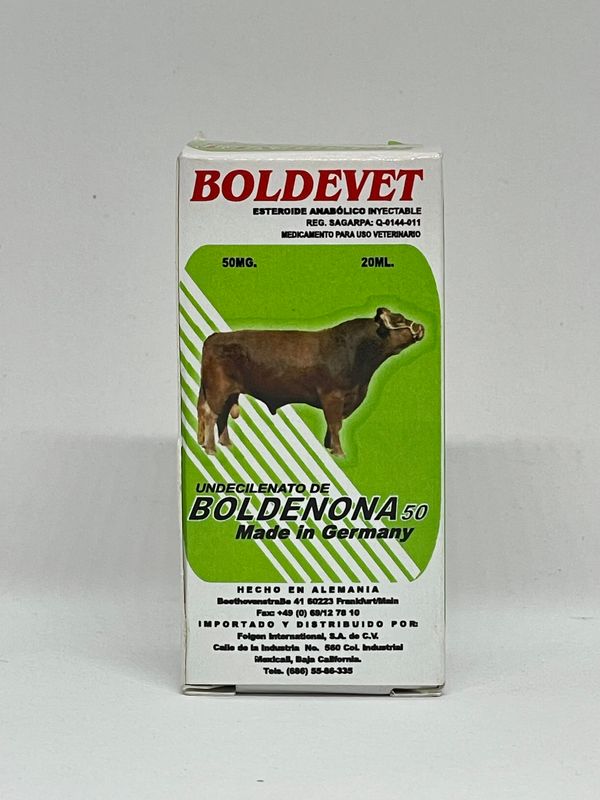 BOLDEVET
ESTEROIDE ANABÓLICO INYECTABLE
REG. SAGARPA: Q-0144-011
MEDICAMENTO PARA USO VETERINARIO
50MG. 20ML.
UNDECILENATO DE
BOLDENONA 50
Made in Germany
HECHO EN ALEMANIA
Beethovenstraße 41 60223 Frankfurt/Main
Fax: +49 (0) 69/12 78 10
IMPORTADO Y DISTRIBUIDO POR:
Folgen International, S.A. de C.V.
Calle de la Industria No. 560 Col. Industrial
Mexicali, Baja California.
Tels. (686) 55-86-335